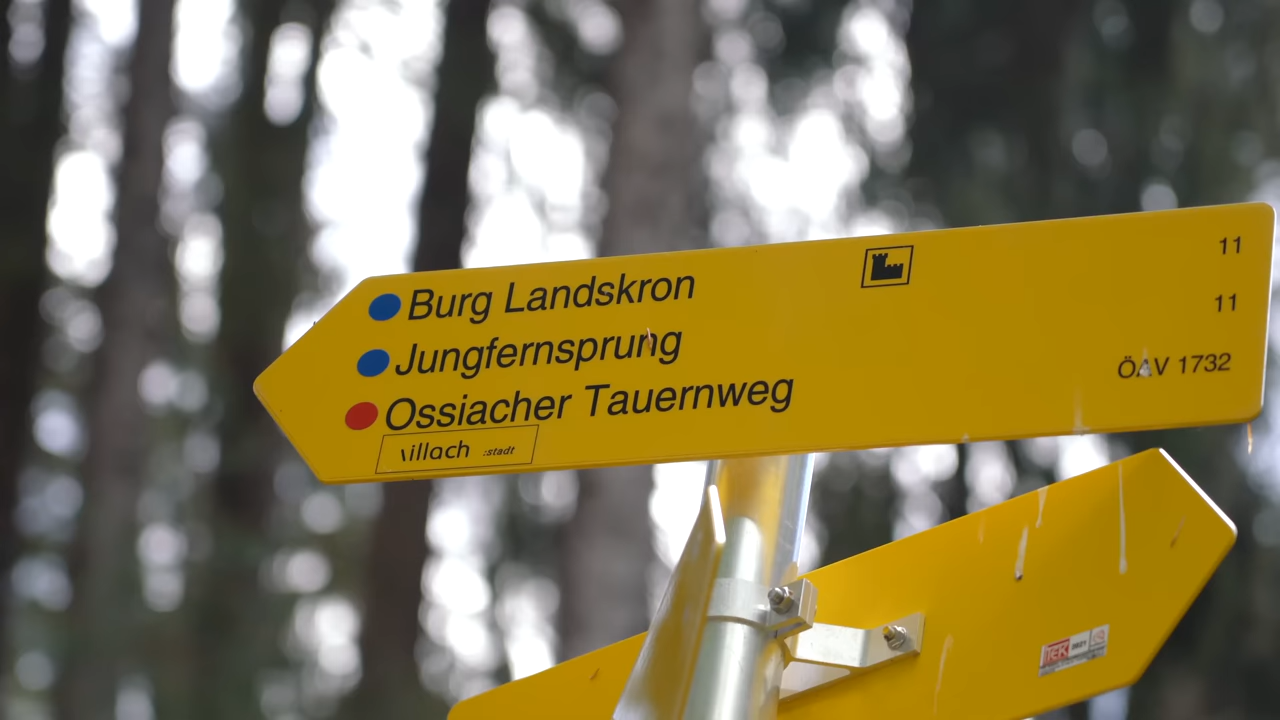 Burg Landskron 11
Jungfernsprung 11
Ossiacher Tauernweg ÖAV 1732
villach :stadt